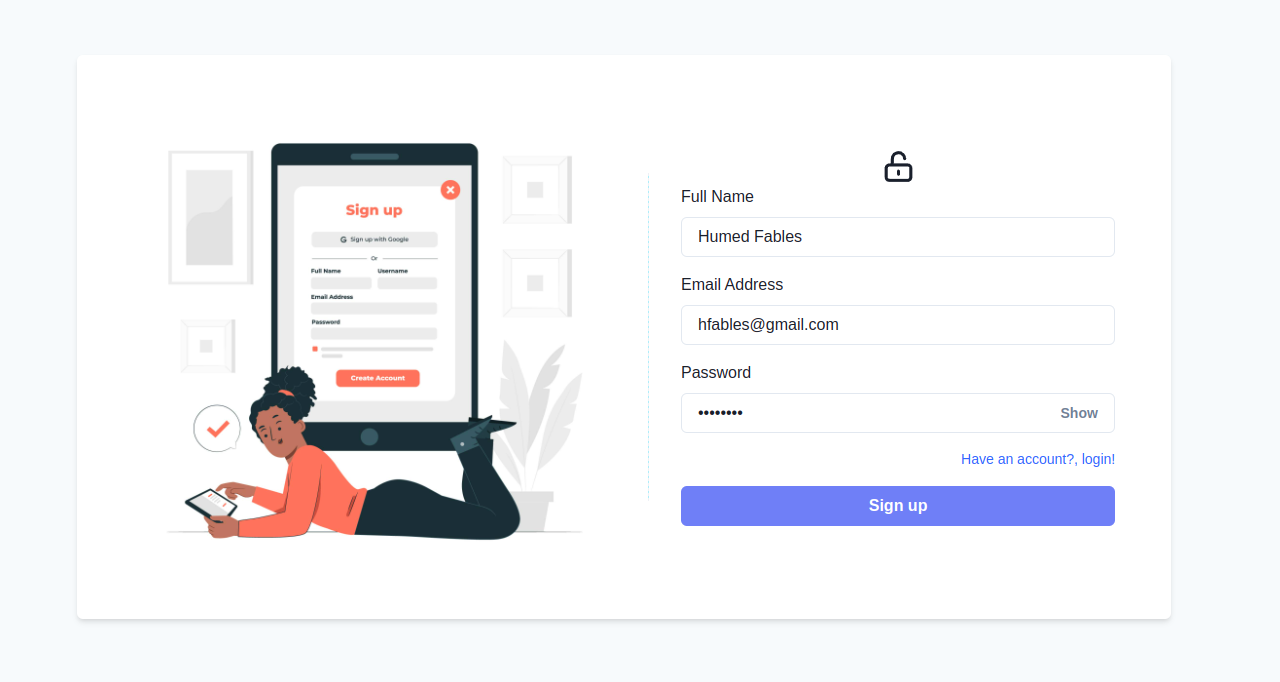 Sign up
G Sign up with Google
Or
Full Name Username
Email Address
Password
Create Account
Full Name
Humed Fables
Email Address
hfables@gmail.com
Password
•••••••• Show
Have an account?, login!
Sign up